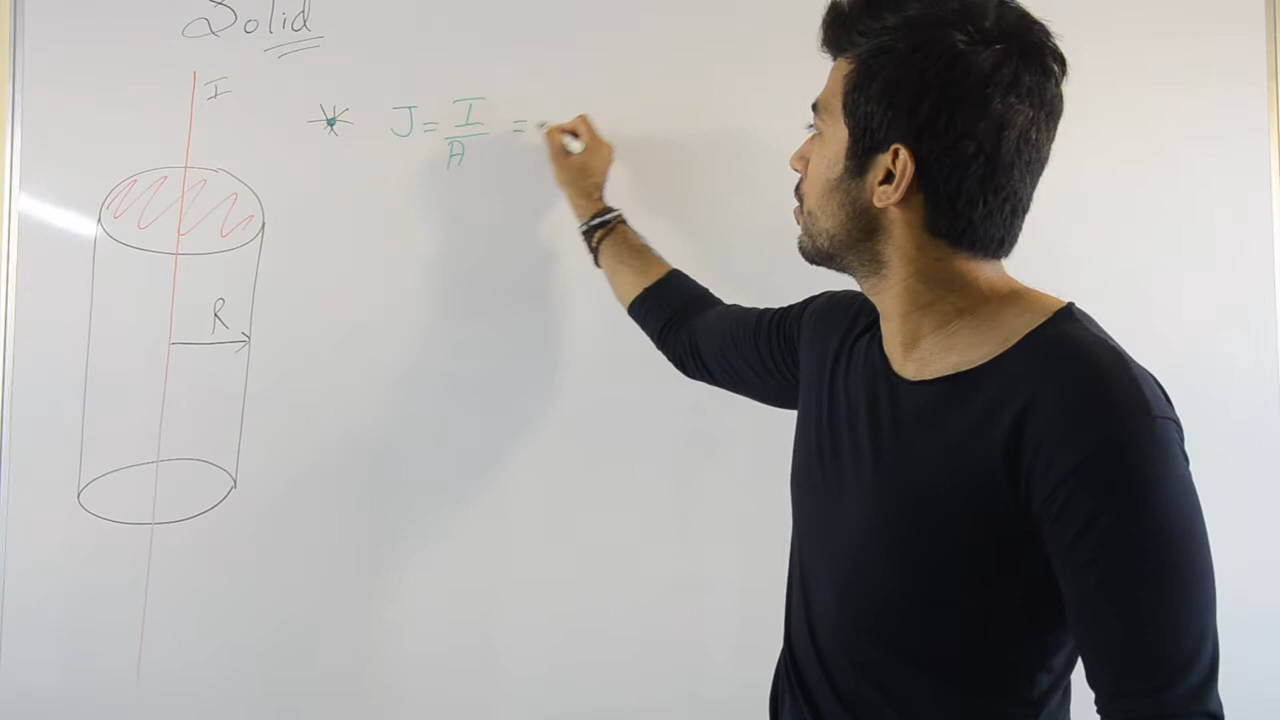 Solid
I
J = I/A =
R